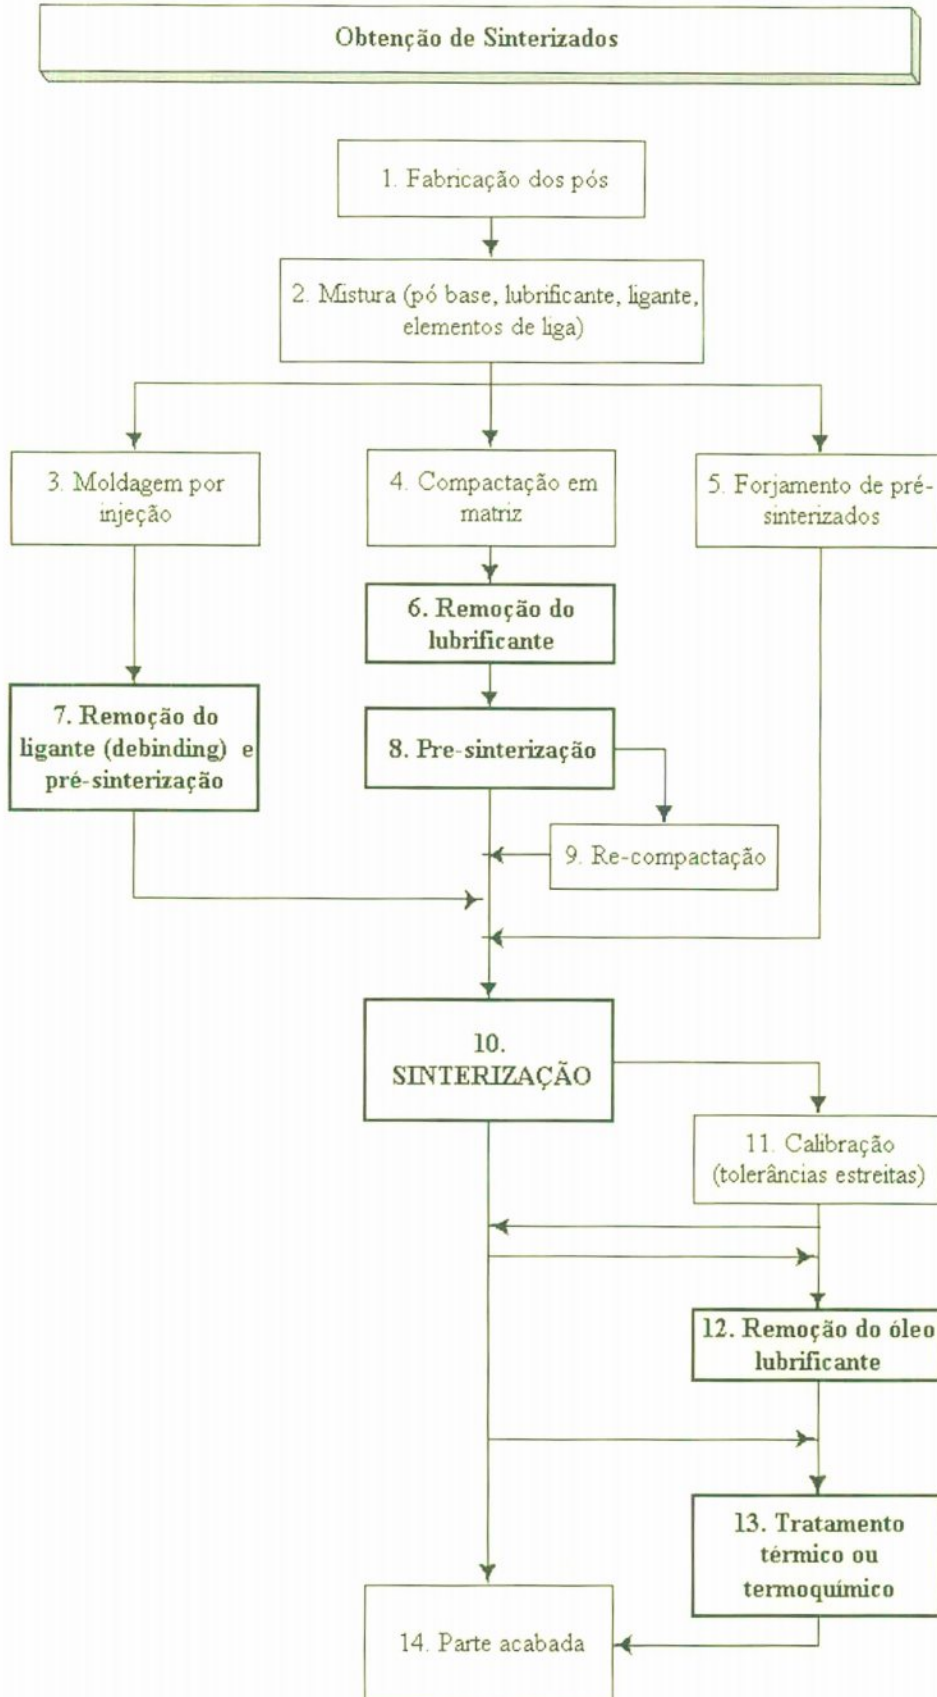 Obtenção de Sinterizados
1. Fabricação dos pós
2. Mistura (pó base, lubrificante, ligante,
elementos de liga)
3. Moldagem por
injeção
4. Compactação em
matriz
5. Forjamento de pré-
sinterizados
6. Remoção do
lubrificante
7. Remoção do
ligante (debinding) e
pré-sinterização
8. Pre-sinterização
9. Re-compactação
10.
SINTERIZAÇÃO
11. Calibração
(tolerâncias estreitas)
12. Remoção do óleo
lubrificante
13. Tratamento
térmico ou
termoquímico
14. Parte acabada